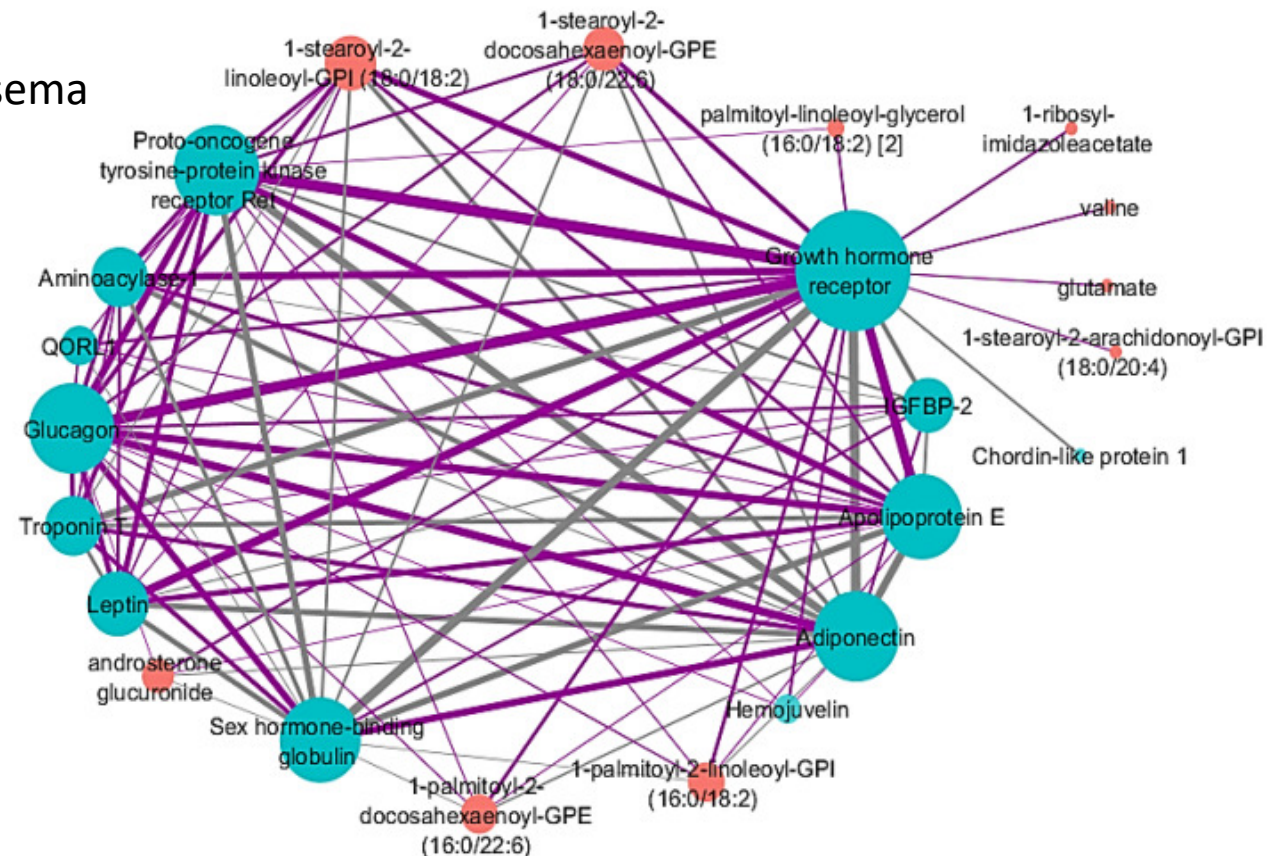 sema
1-stearoyl-2-
docosahexaenoyl-GPE
(18:0/22:6)
1-stearoyl-2-
linoleoyl-GPI (18:0/18:2)
palmitoyl-linoleoyl-glycerol
(16:0/18:2) [2]
1-ribosyl-
imidazoleacetate
Proto-oncogene
tyrosine-protein kinase
receptor Ret
valine
Growth hormone
receptor
Aminoacylase-1
glutamate
QORL1
1-stearoyl-2-arachidonoyl-GPI
(18:0/20:4)
IGFBP-2
Glucagon
Chordin-like protein 1
Apolipoprotein E
Troponin T
Leptin
Adiponectin
androsterone
glucuronide
Hemojuvelin
Sex hormone-binding
globulin
1-palmitoyl-2-linoleoyl-GPI
(16:0/18:2)
1-palmitoyl-2-
docosahexaenoyl-GPE
(16:0/22:6)